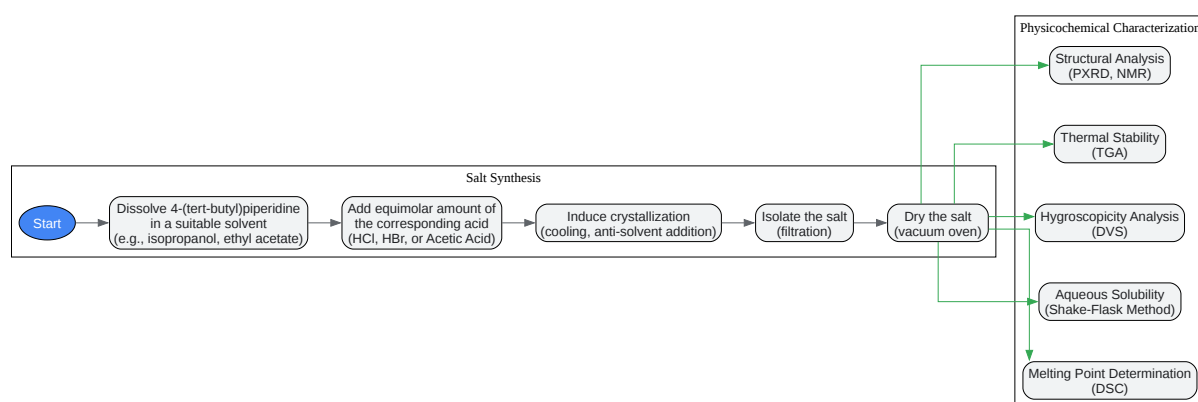 Salt Synthesis
Start
Dissolve 4-(tert-butyl)piperidine
in a suitable solvent
(e.g., isopropanol, ethyl acetate)
Add equimolar amount of
the corresponding acid
(HCl, HBr, or Acetic Acid)
Induce crystallization
(cooling, anti-solvent addition)
Isolate the salt
(filtration)
Dry the salt
(vacuum oven)
Physicochemical Characterization
Structural Analysis
(PXRD, NMR)
Thermal Stability
(TGA)
Hygroscopicity Analysis
(DVS)
Aqueous Solubility
(Shake-Flask Method)
Melting Point Determination
(DSC)